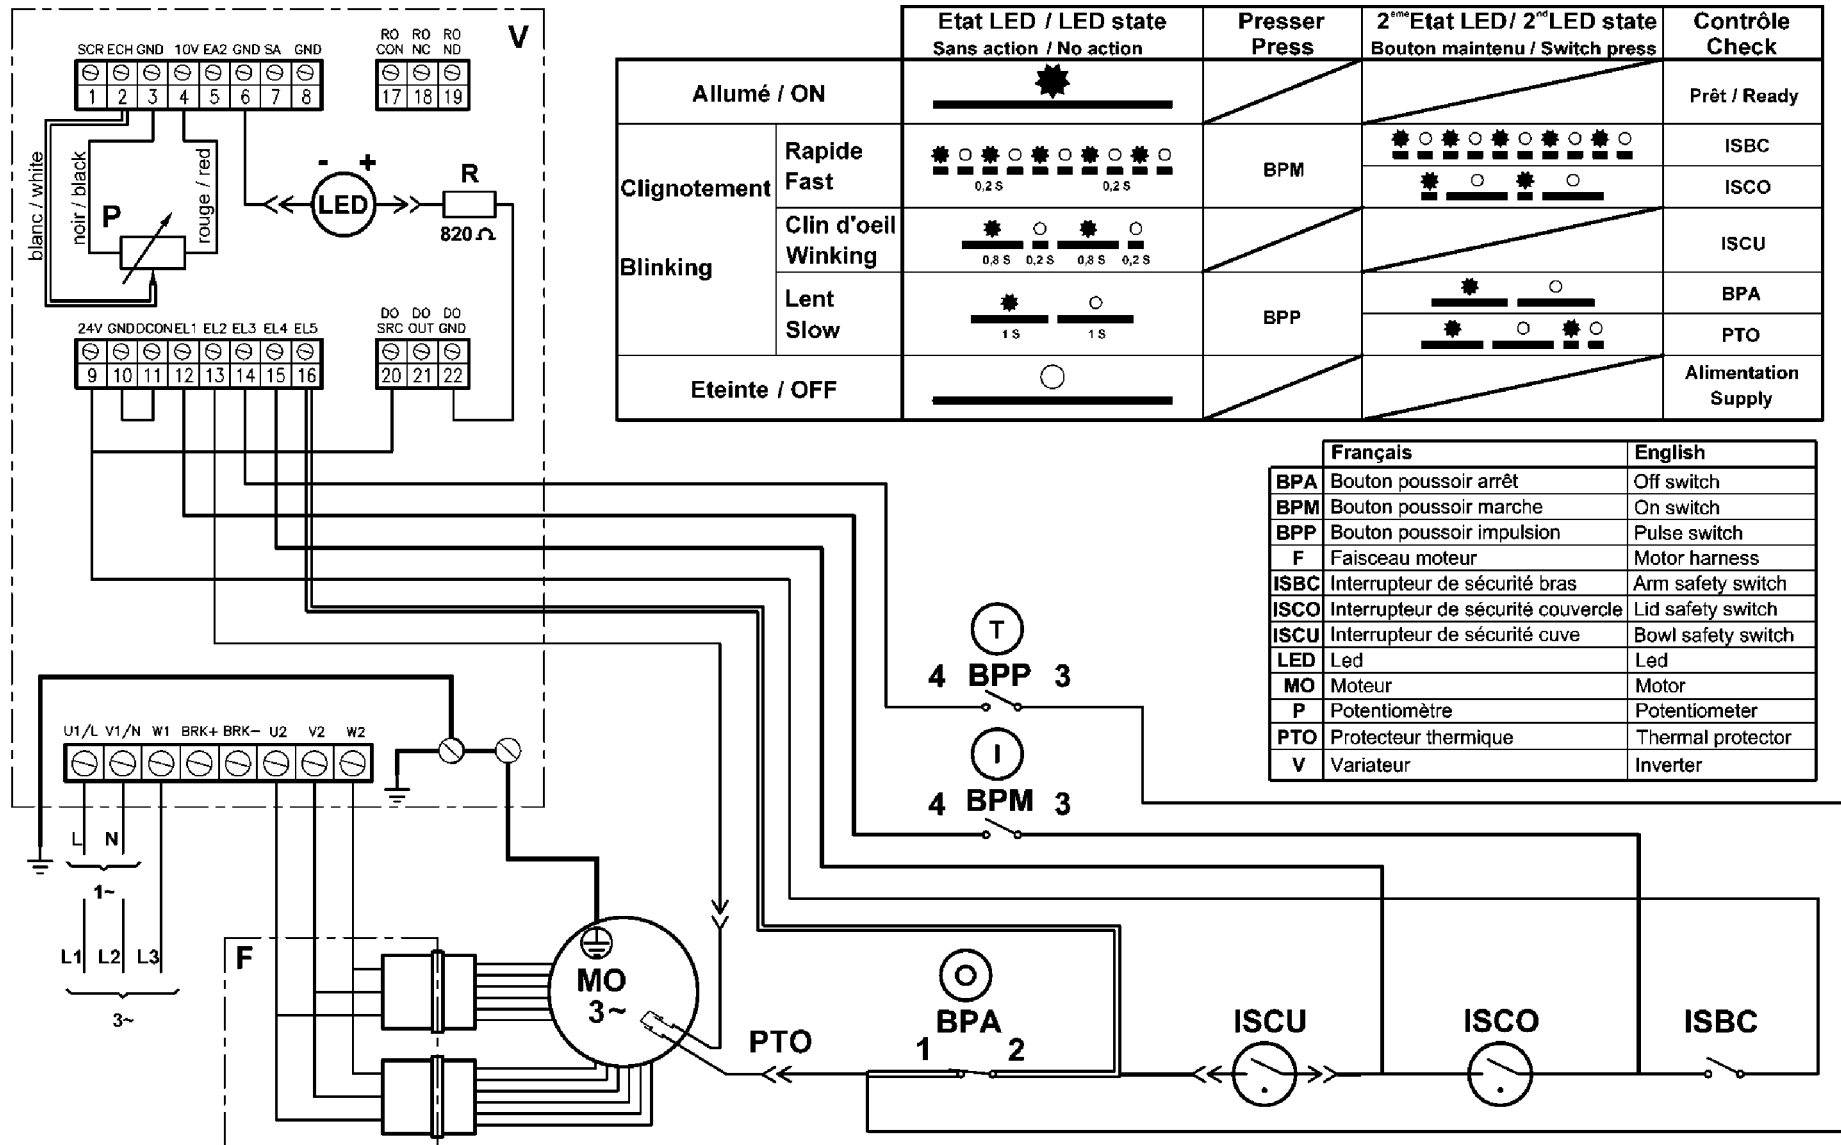 V
SCR ECH GND 10V EA2 GND SA GND
1 2 3 4 5 6 7 8
RO RO RO
CON NC ND
17 18 19
blanc / white
noir / black
rouge / red
P
- +
LED
R
820 Ω
24V GND DCON EL1 EL2 EL3 EL4 EL5
9 10 11 12 13 14 15 16
DO DO DO
SRC OUT GND
20 21 22
Etat LED / LED state
Sans action / No action
Presser
Press
2ᵉᵐᵉEtat LED/ 2ⁿᵈLED state
Bouton maintenu / Switch press
Contrôle
Check
Allumé / ON
Prêt / Ready
Clignotement
Blinking
Rapide
Fast
0,2 S 0,2 S
BPM
ISBC
ISCO
Clin d'oeil
Winking
0,8 S 0,2 S 0,8 S 0,2 S
ISCU
Lent
Slow
1 S 1 S
BPP
BPA
PTO
Eteinte / OFF
Alimentation
Supply
Français English
BPA Bouton poussoir arrêt Off switch
BPM Bouton poussoir marche On switch
BPP Bouton poussoir impulsion Pulse switch
F Faisceau moteur Motor harness
ISBC Interrupteur de sécurité bras Arm safety switch
ISCO Interrupteur de sécurité couvercle Lid safety switch
ISCU Interrupteur de sécurité cuve Bowl safety switch
LED Led Led
MO Moteur Motor
P Potentiomètre Potentiometer
PTO Protecteur thermique Thermal protector
V Variateur Inverter
T
4 BPP 3
I
4 BPM 3
U1/L V1/N W1 BRK+ BRK- U2 V2 W2
L N
1~
L1 L2 L3
3~
F
MO
3~
PTO
BPA
1 2
ISCU
ISCO
ISBC